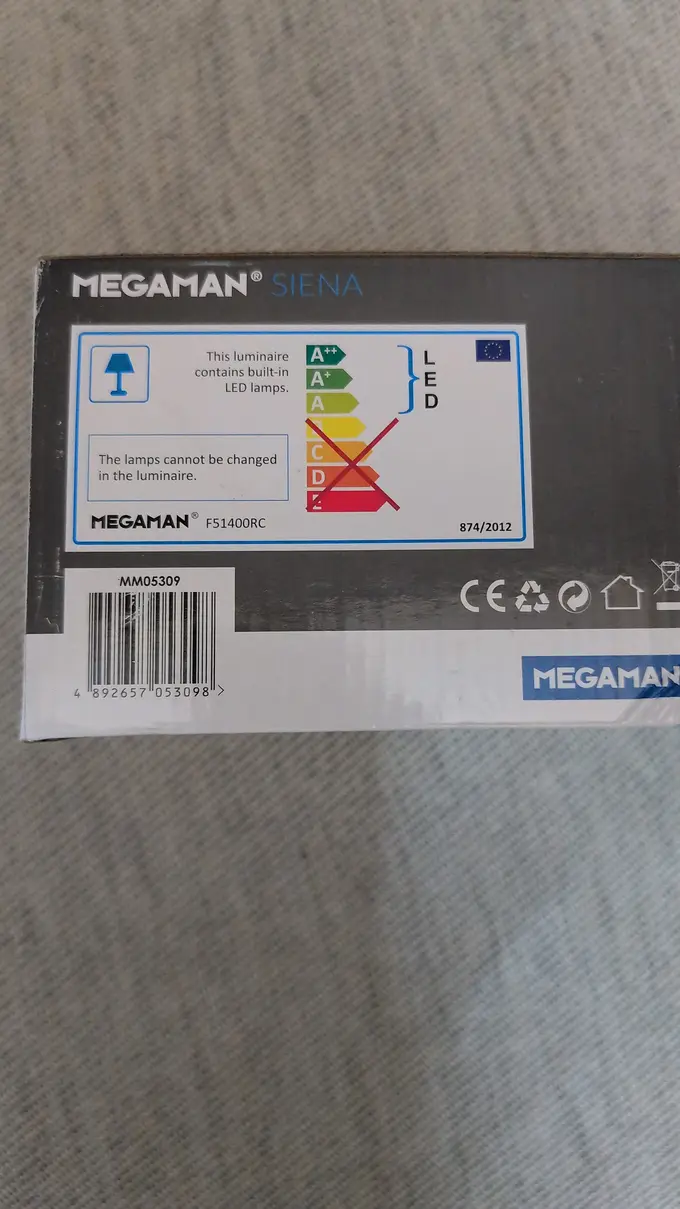 MEGAMAN® SIENA
This luminaire
contains built-in
LED lamps.
The lamps cannot be changed
in the luminaire.
A++
A+
A
C
D
E
L
E
D
MEGAMAN® F51400RC
874/2012
MM05309
4 892657 053098 >
CE
MEGAMAN